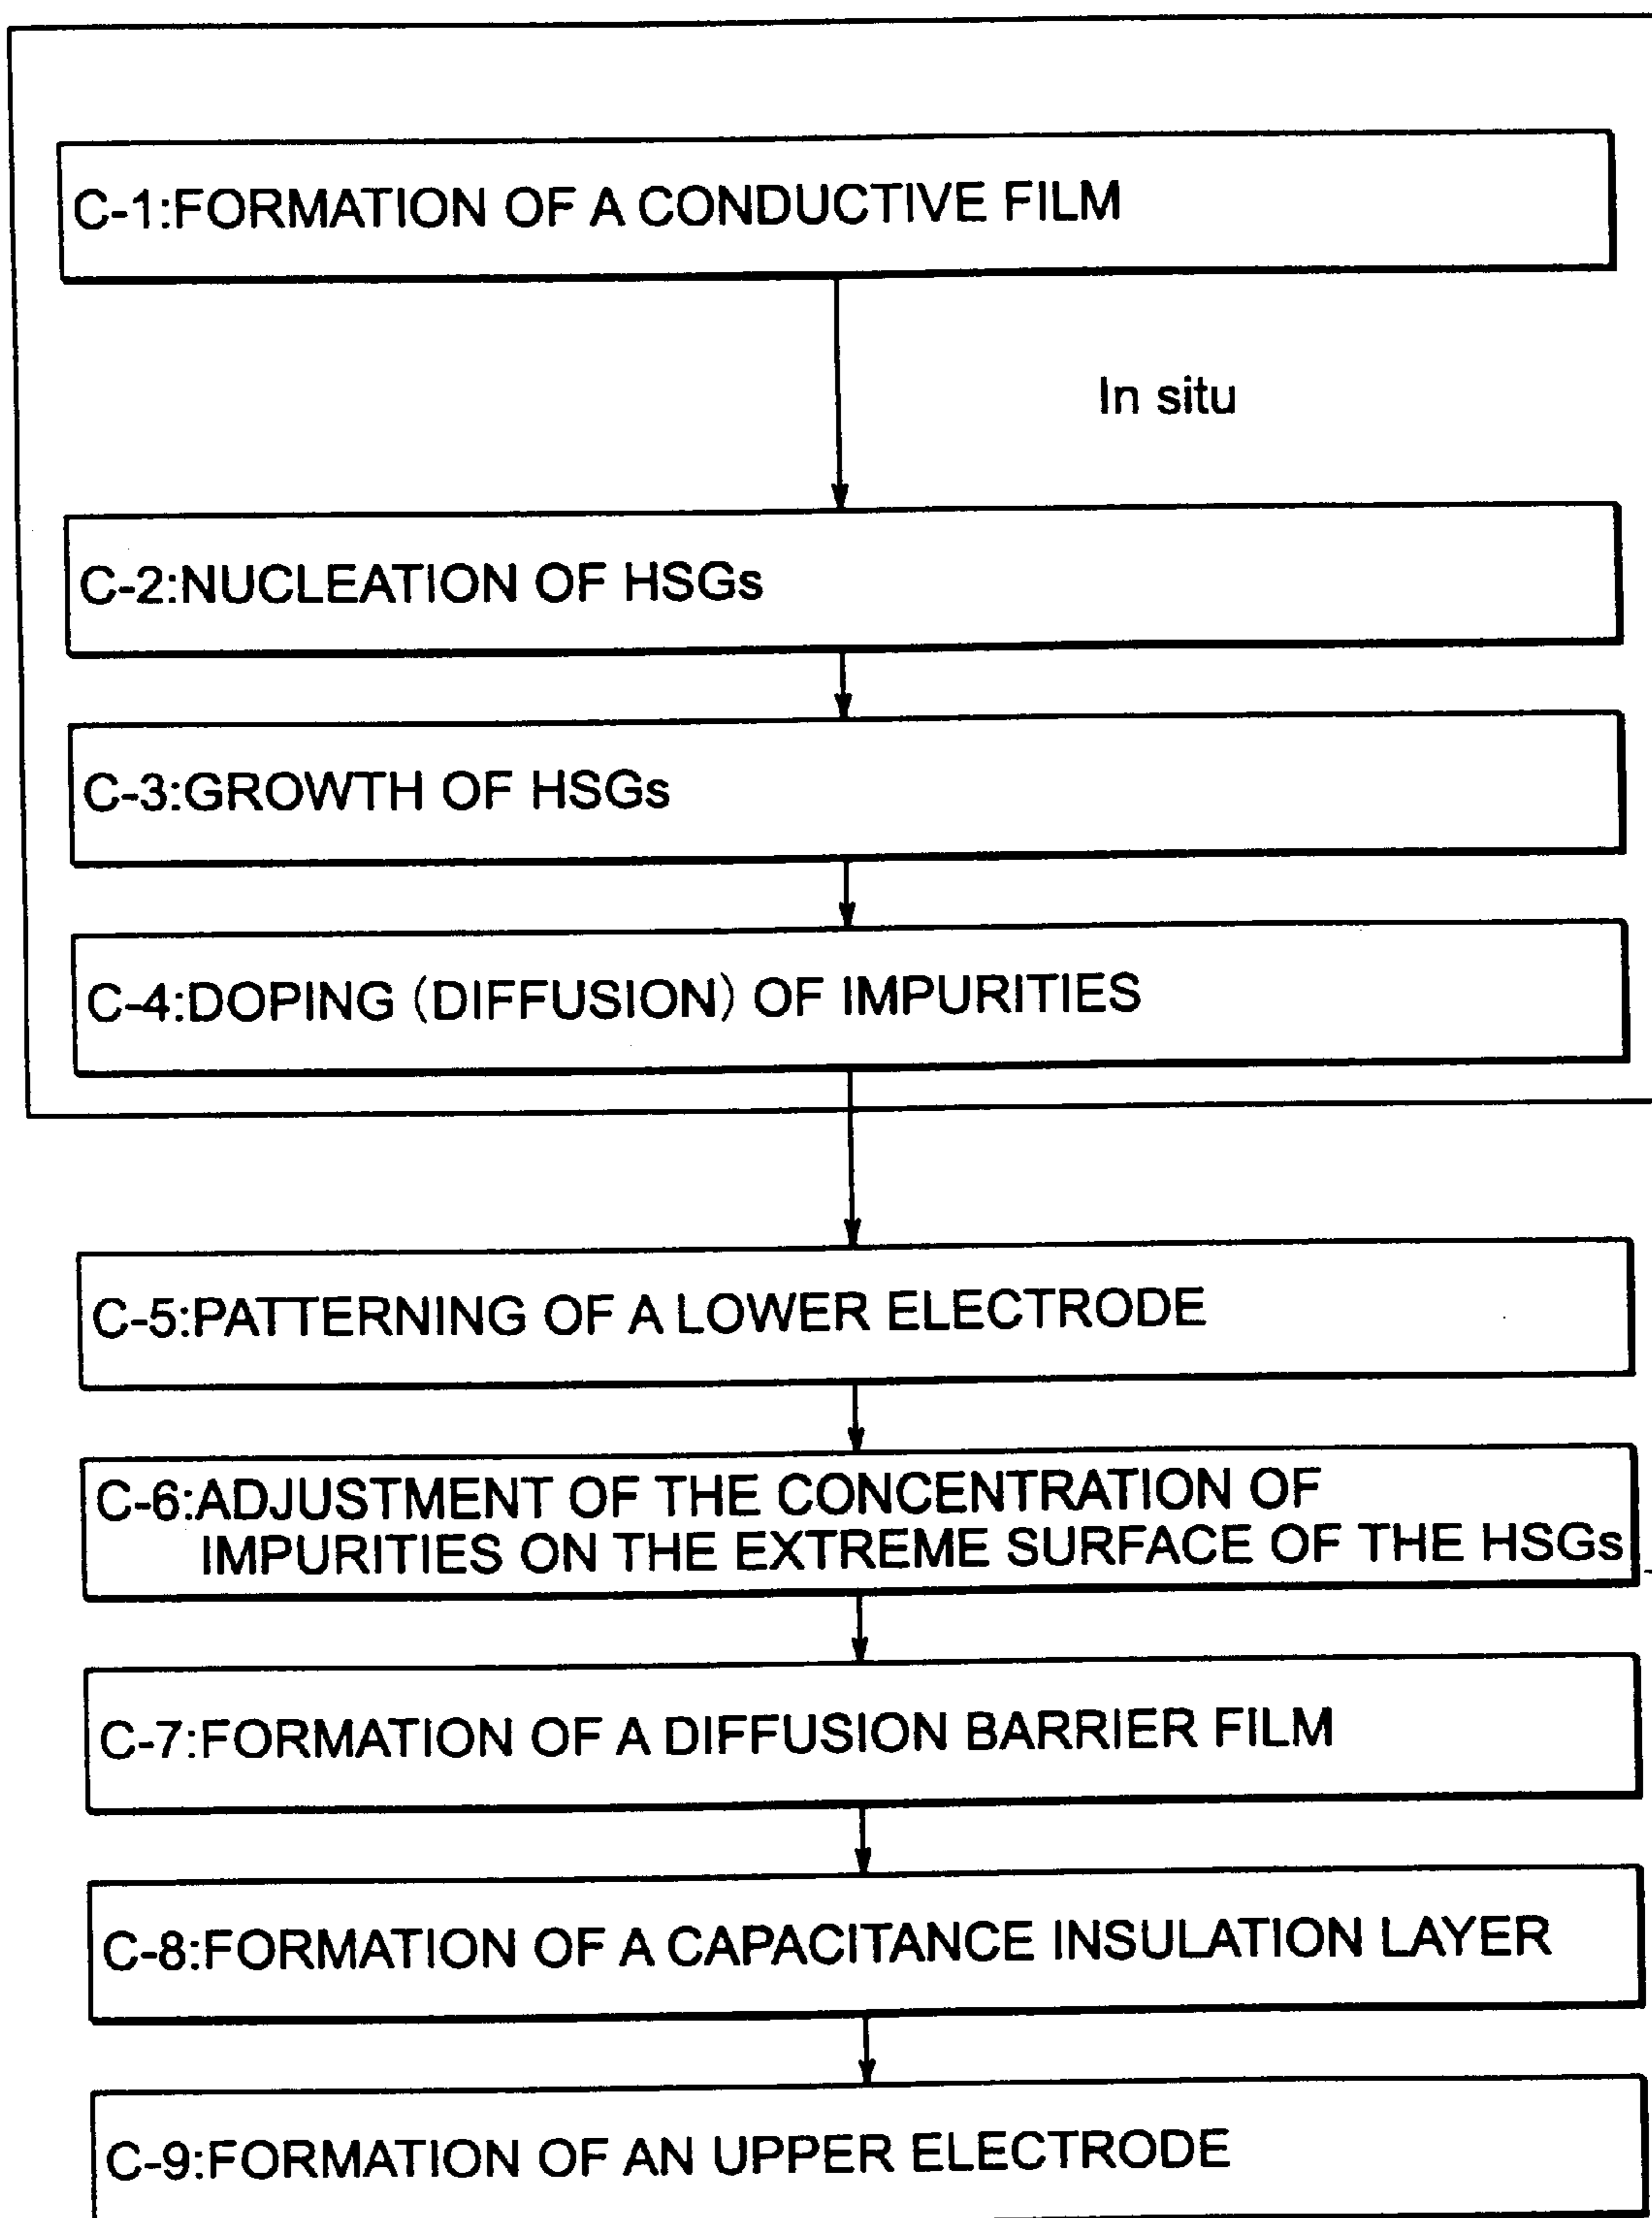 C-1:FORMATION OF A CONDUCTIVE FILM
In situ
C-2:NUCLEATION OF HSGs
C-3:GROWTH OF HSGs
C-4:DOPING (DIFFUSION) OF IMPURITIES
C-5:PATTERNING OF A LOWER ELECTRODE
C-6:ADJUSTMENT OF THE CONCENTRATION OF
IMPURITIES ON THE EXTREME SURFACE OF THE HSGs
C-7:FORMATION OF A DIFFUSION BARRIER FILM
C-8:FORMATION OF A CAPACITANCE INSULATION LAYER
C-9:FORMATION OF AN UPPER ELECTRODE